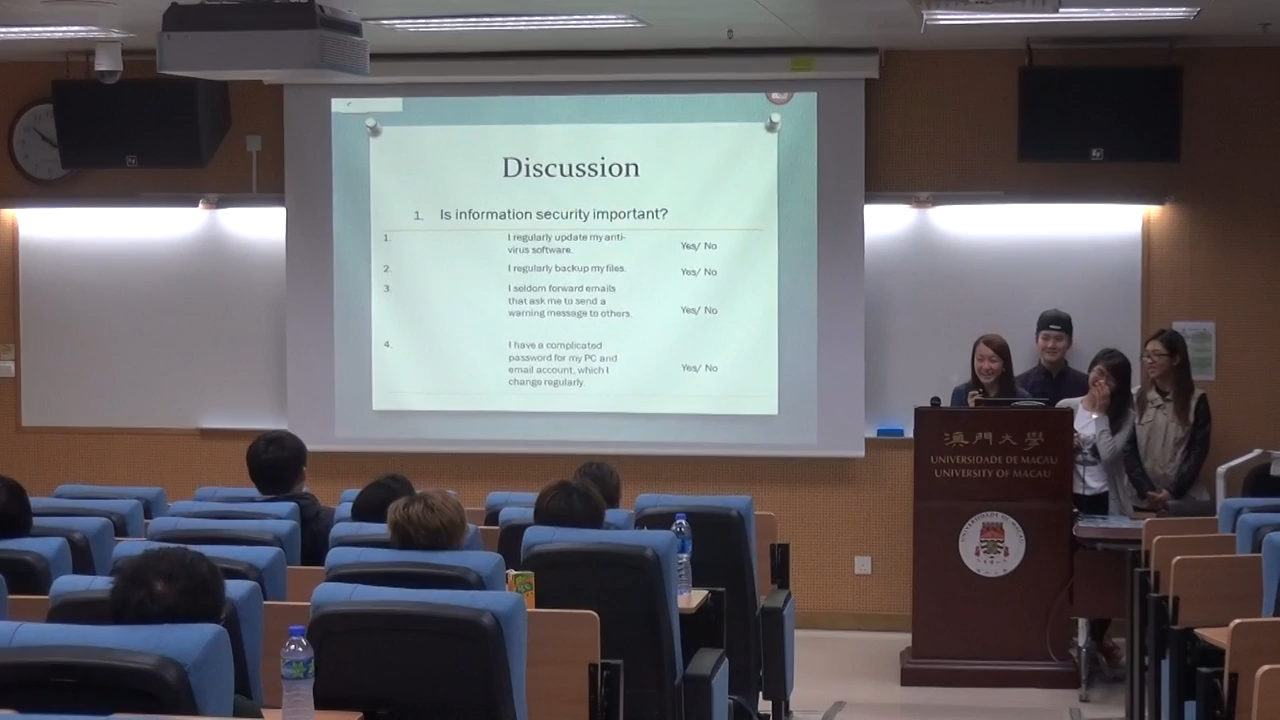 Discussion
1. Is information security important?
1. I regularly update my anti-
virus software. Yes/ No
2. I regularly backup my files. Yes/ No
3. I seldom forward emails
that ask me to send a
warning message to others. Yes/ No
4. I have a complicated
password for my PC and
email account, which I
change regularly. Yes/ No
澳門大學
UNIVERSIDADE DE MACAU
UNIVERSITY OF MACAU